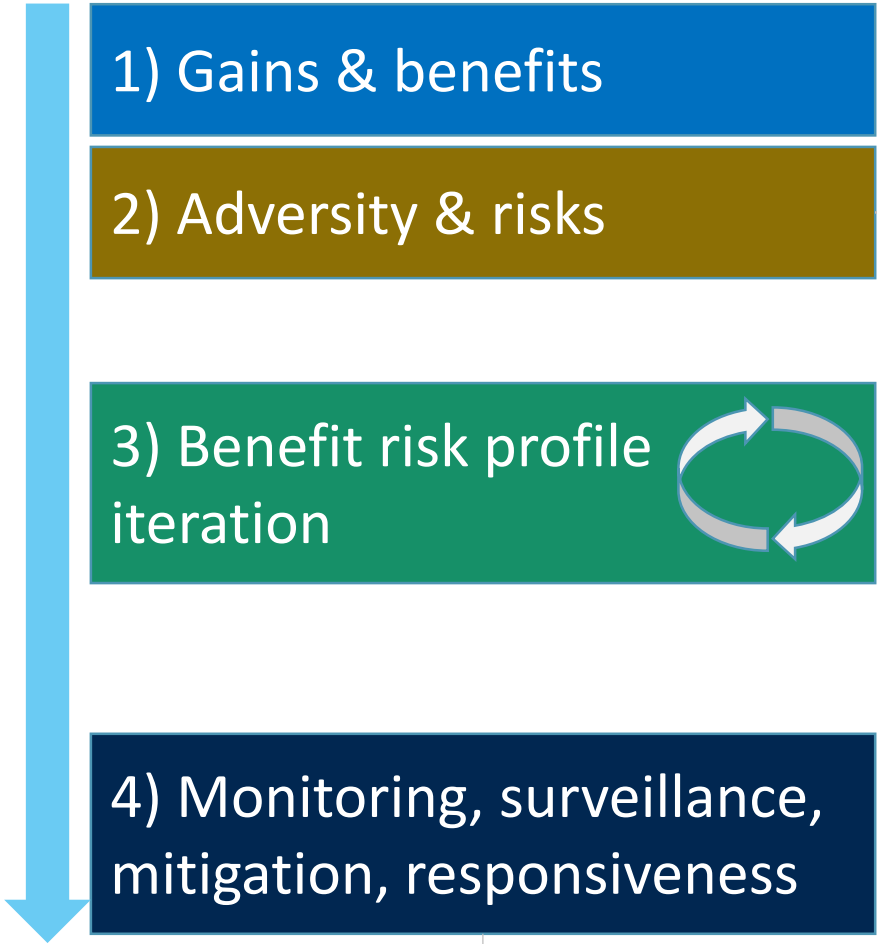 1) Gains & benefits
2) Adversity & risks
3) Benefit risk profile
iteration
4) Monitoring, surveillance,
mitigation, responsiveness